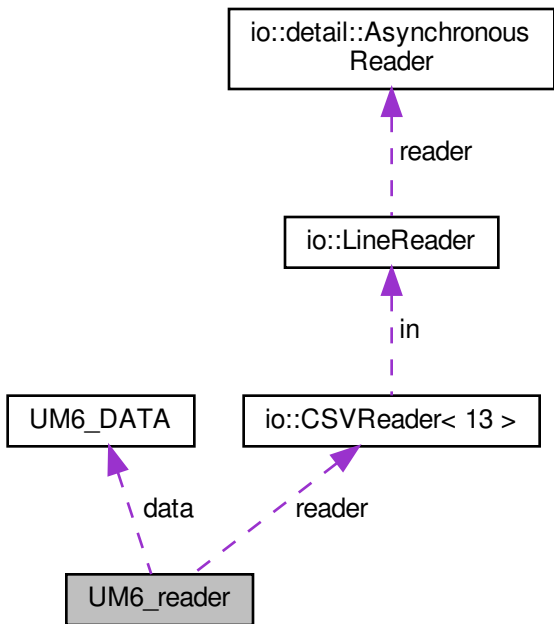 io::detail::Asynchronous
Reader
reader
io::LineReader
in
UM6_DATA
io::CSVReader< 13 >
data
reader
UM6_reader